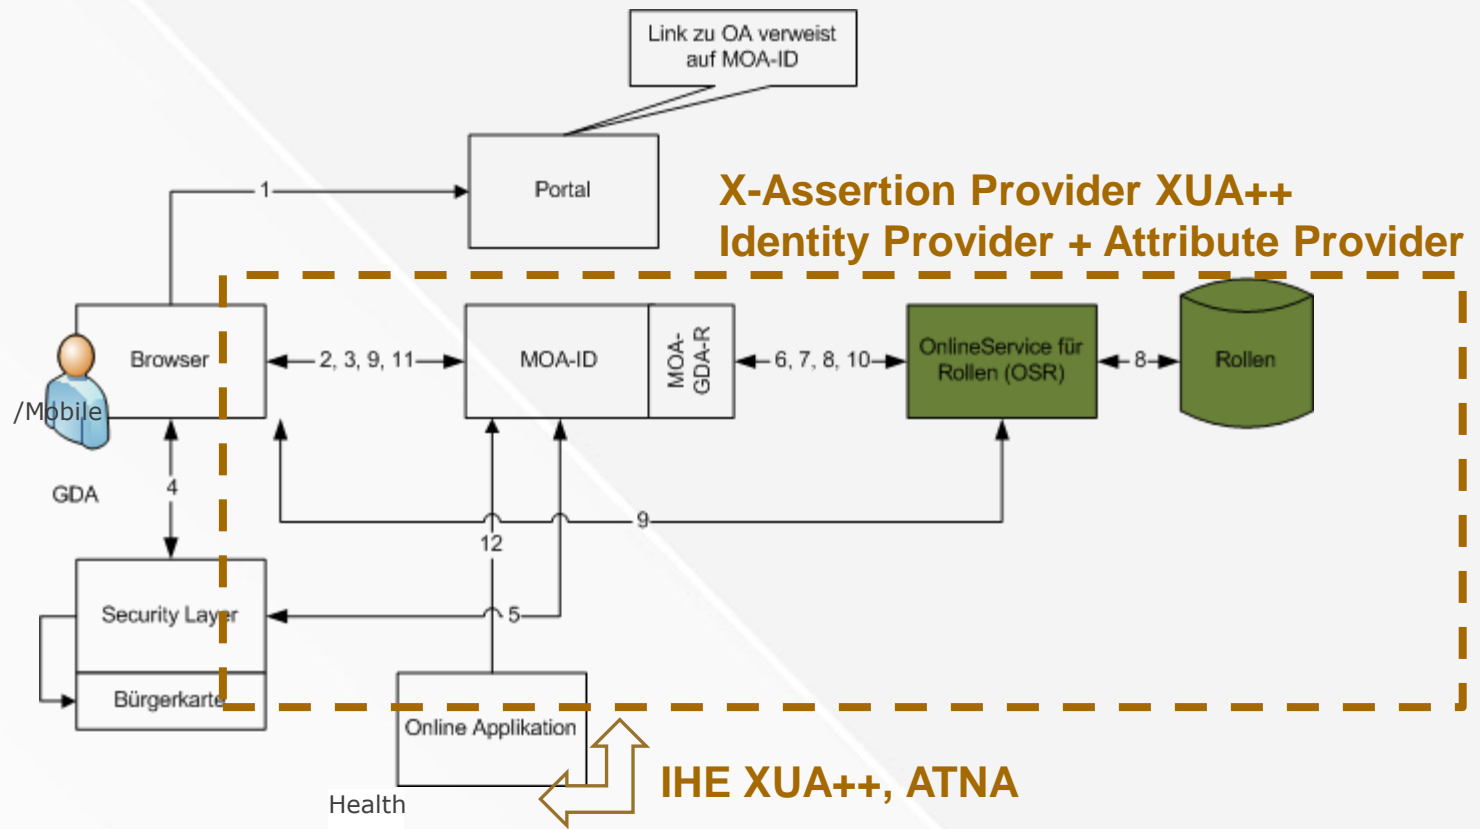 Link zu OA verweist
auf MOA-ID
1
Portal
X-Assertion Provider XUA++
Identity Provider + Attribute Provider
Browser
2, 3, 9, 11
MOA-ID
MOA-
GDA-R
6, 7, 8, 10
OnlineService für
Rollen (OSR)
8
Rollen
/Mobile
GDA
4
9
12
Security Layer
5
Bürgerkarte
Online Applikation
IHE XUA++, ATNA
Health